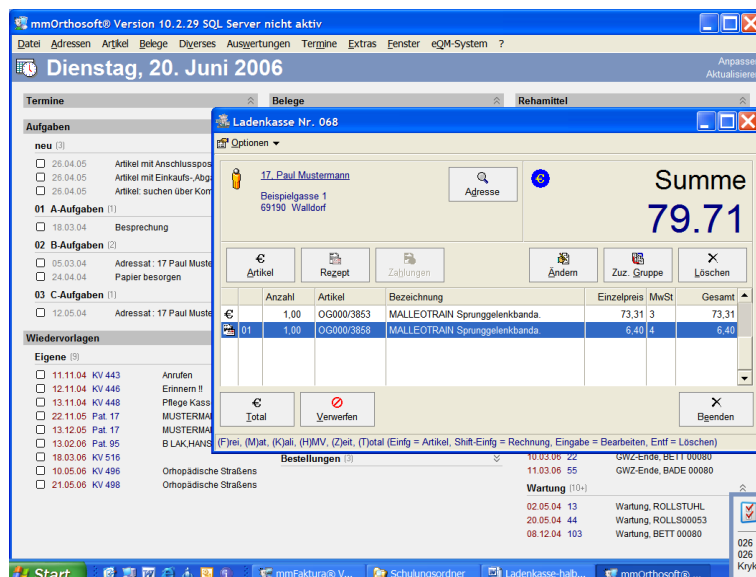 mmOrthosoft® Version 10.2.29 SQL Server nicht aktiv
Datei Adressen Artikel Belege Diverses Auswertungen Termine Extras Fenster eQM-System ?
Dienstag, 20. Juni 2006
Anpassen
Aktualisieren
Termine
Belege
Rehamittel
Aufgaben
neu (3)
26.04.05 Artikel mit Anschlusspos
26.04.05 Artikel mit Einkaufs-,Abga
26.04.05 Artikel: suchen über Kom
01 A-Aufgaben (1)
18.03.04 Besprechung
02 B-Aufgaben (2)
05.03.04 Adressat: 17 Paul Muste
24.04.04 Papier besorgen
03 C-Aufgaben (1)
12.05.04 Adressat: 17 Paul Muste
Wiedervorlagen
Eigene (9)
11.11.04 KV 443 Anrufen
12.11.04 KV 446 Erinnern !!
13.11.04 KV 448 Pflege Kass
22.11.05 Pat. 17 MUSTERMA
13.12.05 Pat. 17 MUSTERMA
13.02.06 Pat. 95 BLAK,HANS
18.03.06 KV 516
10.05.06 KV 496 Orhopädische Straßens
21.05.06 KV 498 Orhopädische Straßens
Ladenkasse Nr. 068
Optionen
17, Paul Mustermann
Beispielgasse 1
69190 Walldorf
Adresse
€
Summe
79.71
€
Artikel
Rezept
Zahlungen
Ändern
Zuz. Gruppe
Löschen
Anzahl Artikel Bezeichnung Einzelpreis MwSt Gesamt
€ 1,00 OG000/3853 MALLEOTRAIN Sprunggelenkbanda. 73,31 3 73,31
01 1,00 OG000/3858 MALLEOTRAIN Sprunggelenkbanda. 6,40 4 6,40
€
Total
Verwerfen
Beenden
(F)rei, (M)at, (K)ali, (H)MV, (Z)eit, (T)otal (Einfg = Artikel, Shift-Einfg = Rechnung, Eingabe = Bearbeiten, Entf = Löschen)
Bestellungen (3)
10.03.06 22 GWZ-Ende, BETT 00080
11.03.06 55 GWZ-Ende, BADE 00080
Wartung (10+)
02.05.04 13 Wartung, ROLLSTUHL
20.05.04 44 Wartung, ROLLS00053
08.12.04 103 Wartung, BETT 00080
026
026
Start
mmFaktura® V...
Schulungsordner
Ladenkasse-halb...
mmOrthosoft® ...